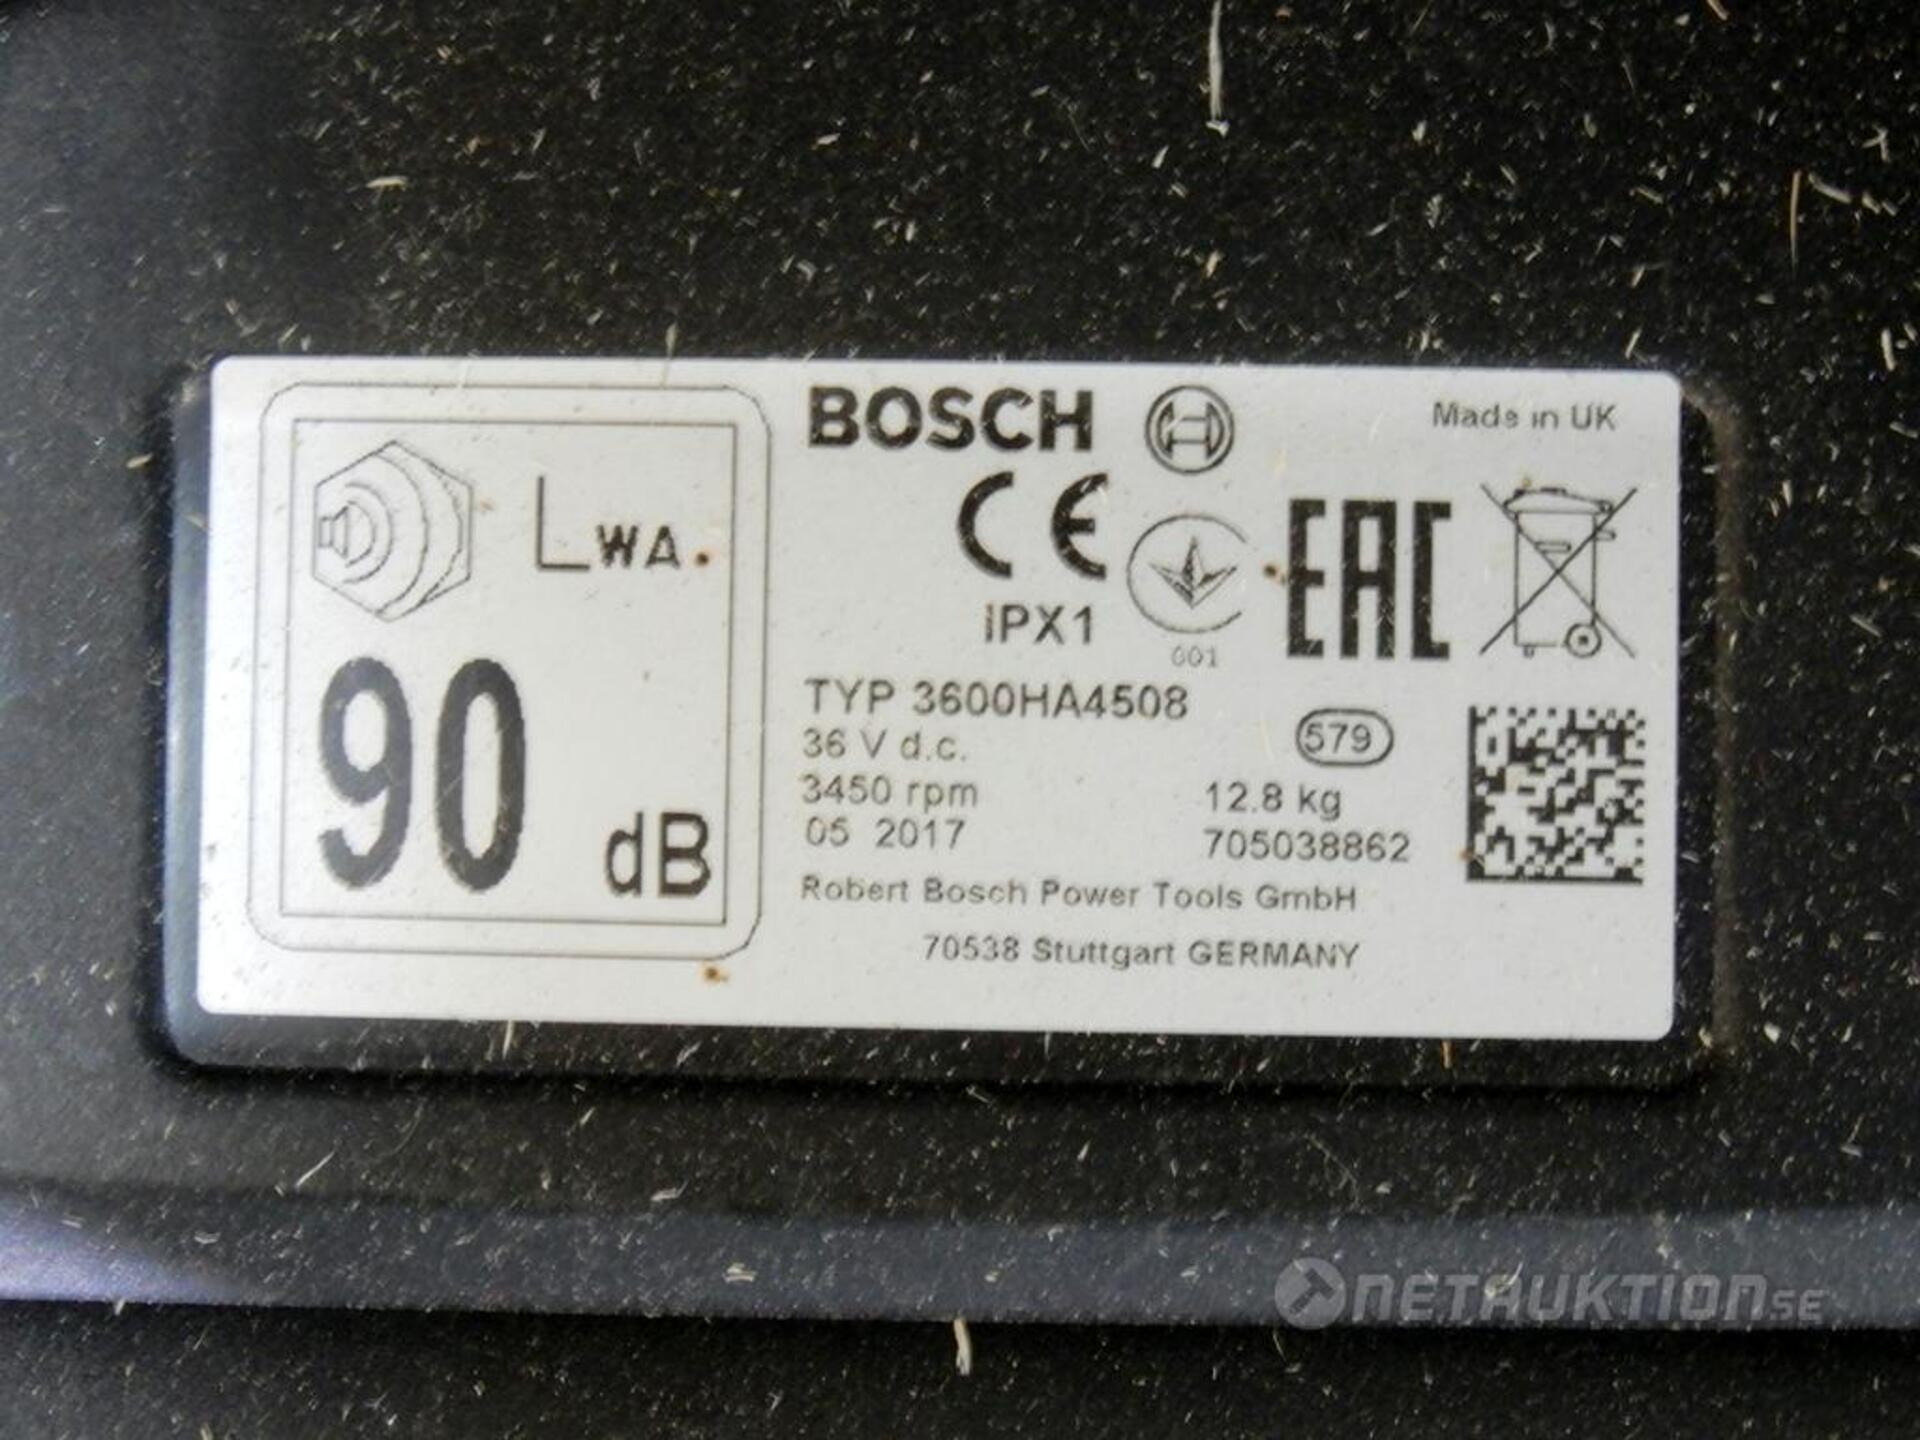 BOSCH
Made in UK
LWA
CE
EAC
IPX1
001
90 dB
TYP 3600HA4508
36 V d.c.
579
3450 rpm
12.8 kg
05 2017
705038862
Robert Bosch Power Tools GmbH
70538 Stuttgart GERMANY
NETAUKTION.SE